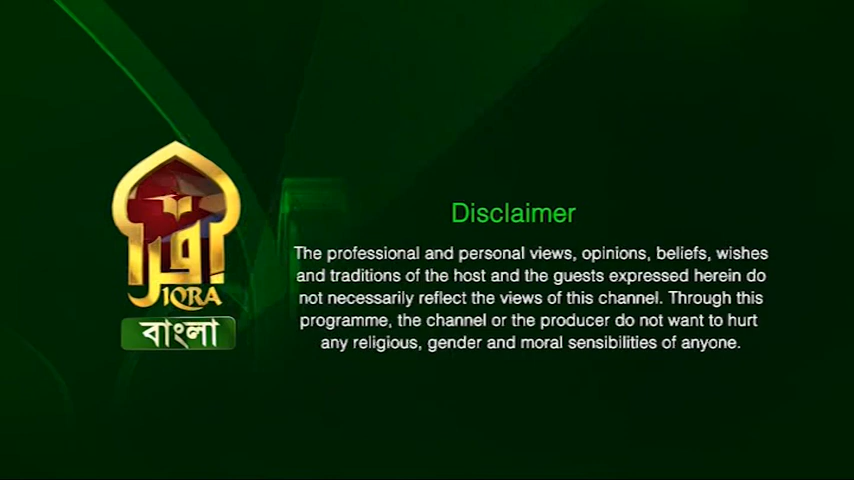 اقرأ
IQRA
বাংলা
Disclaimer
The professional and personal views, opinions, beliefs, wishes
and traditions of the host and the guests expressed herein do
not necessarily reflect the views of this channel. Through this
programme, the channel or the producer do not want to hurt
any religious, gender and moral sensibilities of anyone.